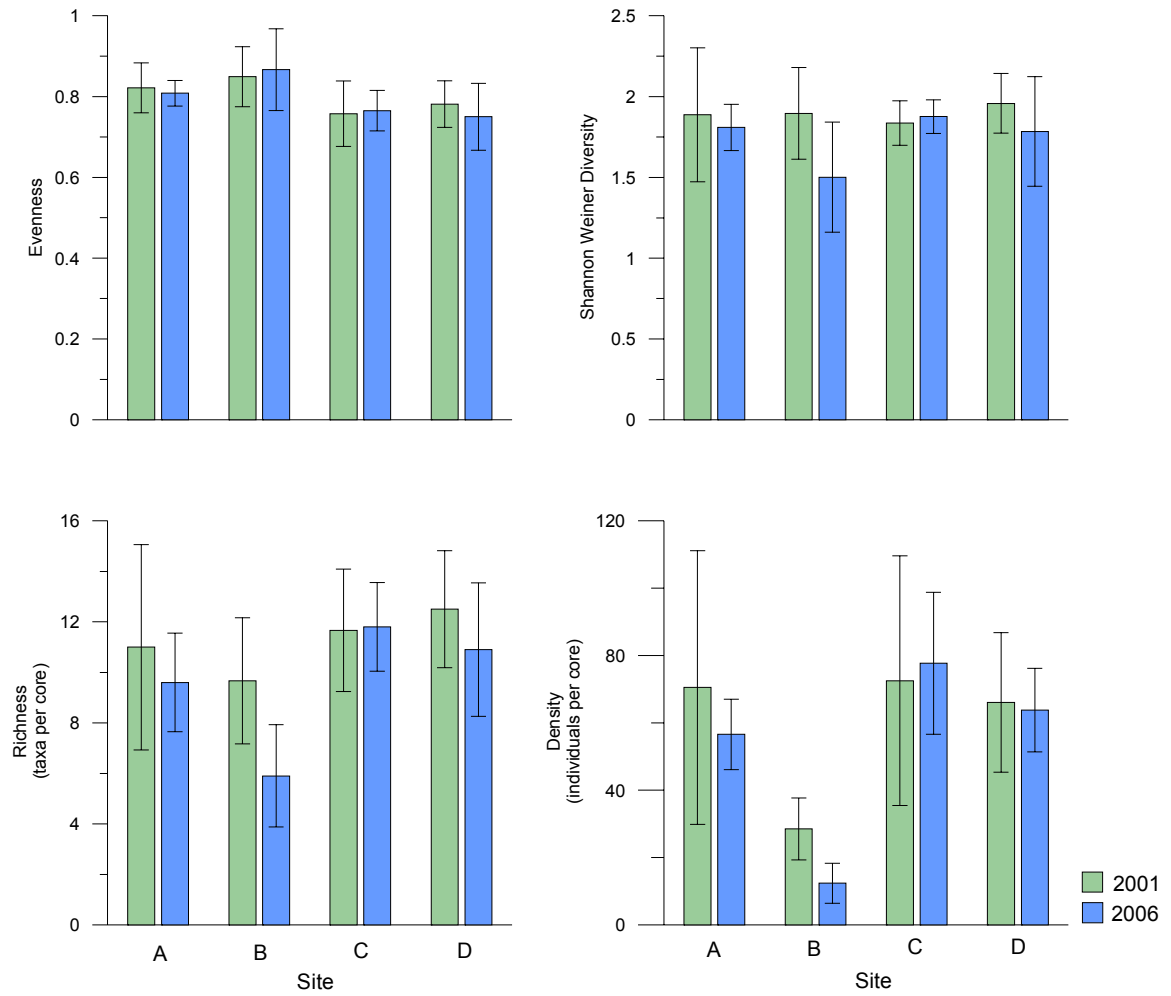 Evenness
1
0.8
0.6
0.4
0.2
0
Shannon Weiner Diversity
2.5
2
1.5
1
0.5
0
Richness
(taxa per core)
16
12
8
4
0
A B C D
Site
Density
(individuals per core)
120
80
40
0
A B C D
Site
2001
2006